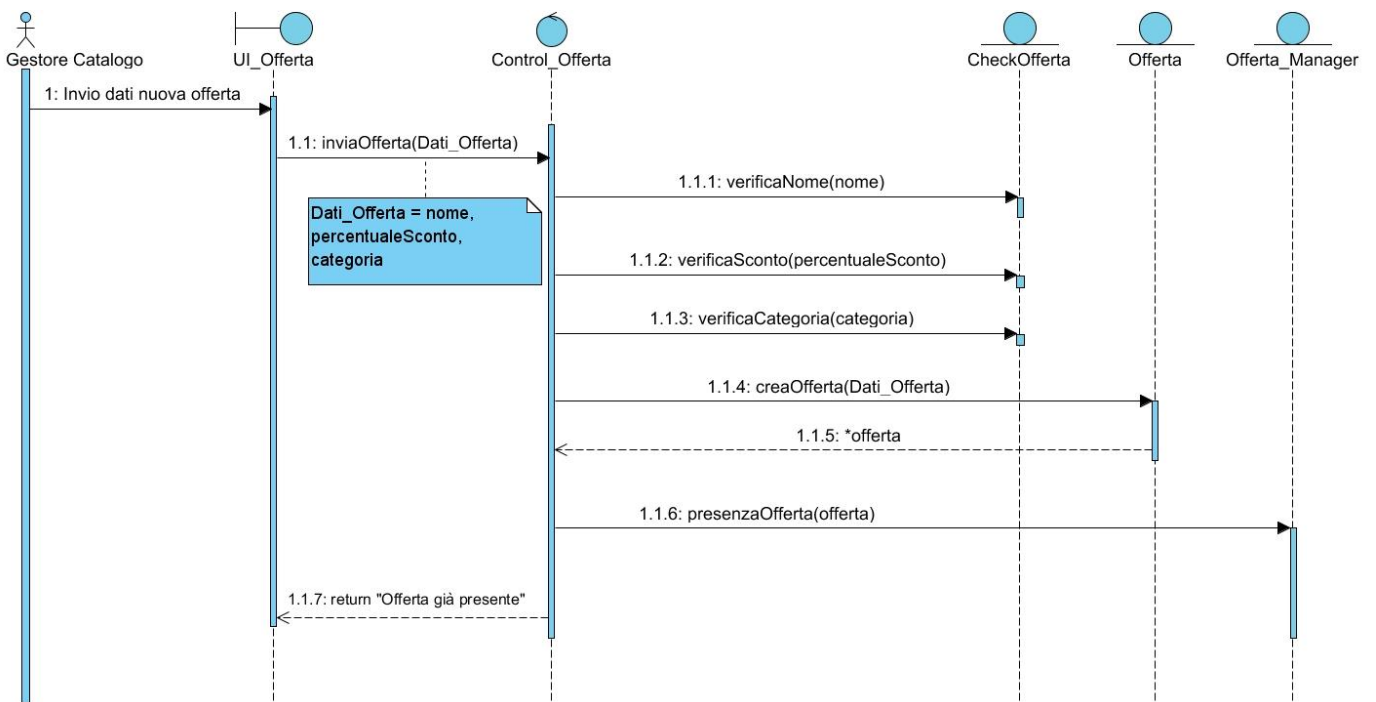 Gestore Catalogo
UI_Offerta
Control_Offerta
CheckOfferta
Offerta
Offerta_Manager
1: Invio dati nuova offerta
1.1: inviaOfferta(Dati_Offerta)
1.1.1: verificaNome(nome)
Dati_Offerta = nome,
percentualeSconto,
categoria
1.1.2: verificaSconto(percentualeSconto)
1.1.3: verificaCategoria(categoria)
1.1.4: creaOfferta(Dati_Offerta)
1.1.5: *offerta
1.1.6: presenzaOfferta(offerta)
1.1.7: return "Offerta già presente"